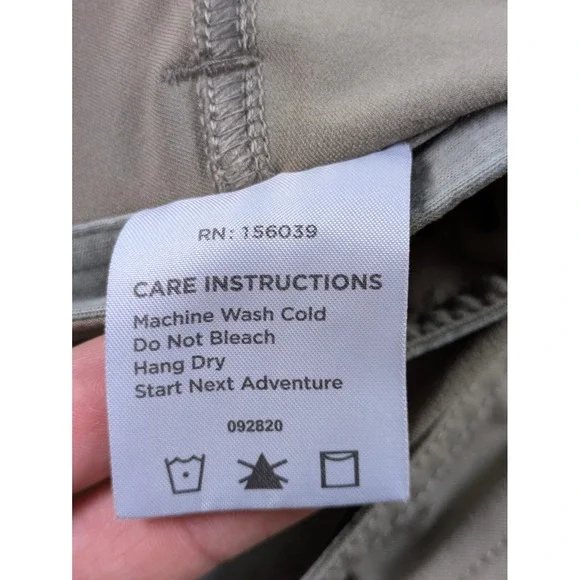 RN: 156039
CARE INSTRUCTIONS
Machine Wash Cold
Do Not Bleach
Hang Dry
Start Next Adventure
092820